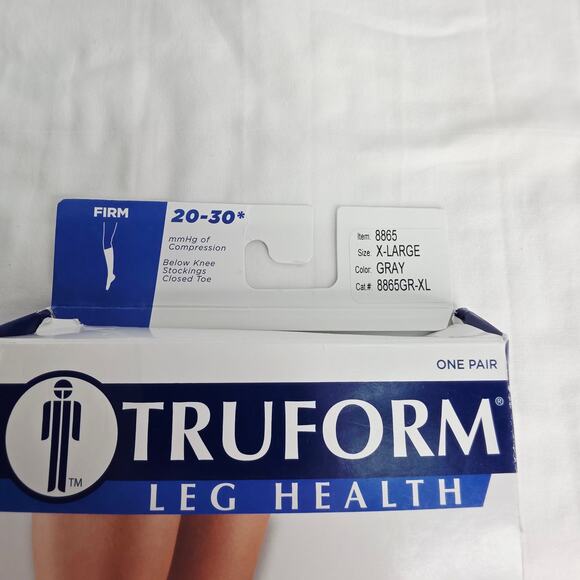 FIRM
20-30*
mmHg of
Compression
Below Knee
Stockings
Closed Toe
Item: 8865
Size: X-LARGE
Color: GRAY
Cat.#: 8865GR-XL
ONE PAIR
TRUFORM®
TM
LEG HEALTH